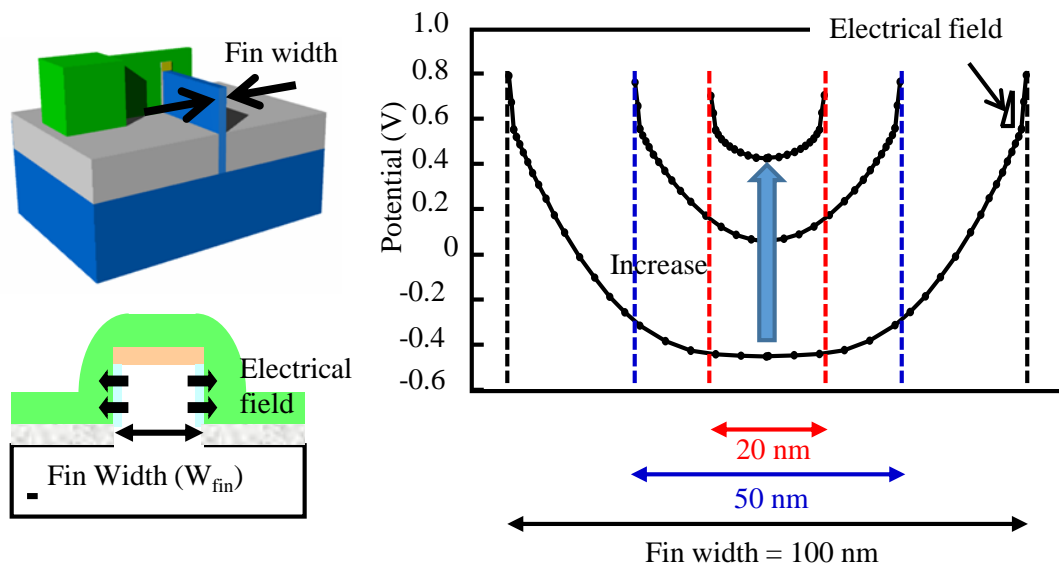 Fin width
Electrical
field
Fin Width (W_fin)
Electrical field
Potential (V)
1.0
0.8
0.6
0.4
0.2
0
-0.2
-0.4
-0.6
Increase
20 nm
50 nm
Fin width = 100 nm